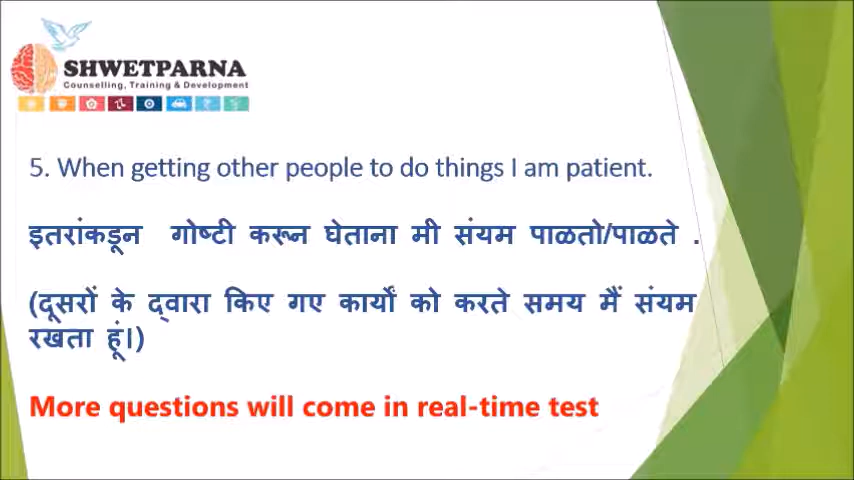 SHWETPARNA
Counselling, Training & Development
5. When getting other people to do things I am patient.
इतरांकडून गोष्टी करून घेताना मी संयम पाळतो/पाळते .
(दूसरों के द्वारा किए गए कार्यों को करते समय मैं संयम
रखता हूं।)
More questions will come in real-time test